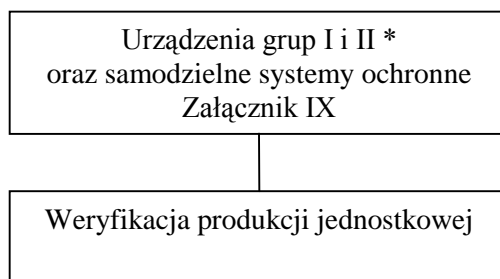 Urządzenia grup I i II *
oraz samodzielne systemy ochronne
Załącznik IX
Weryfikacja produkcji jednostkowej